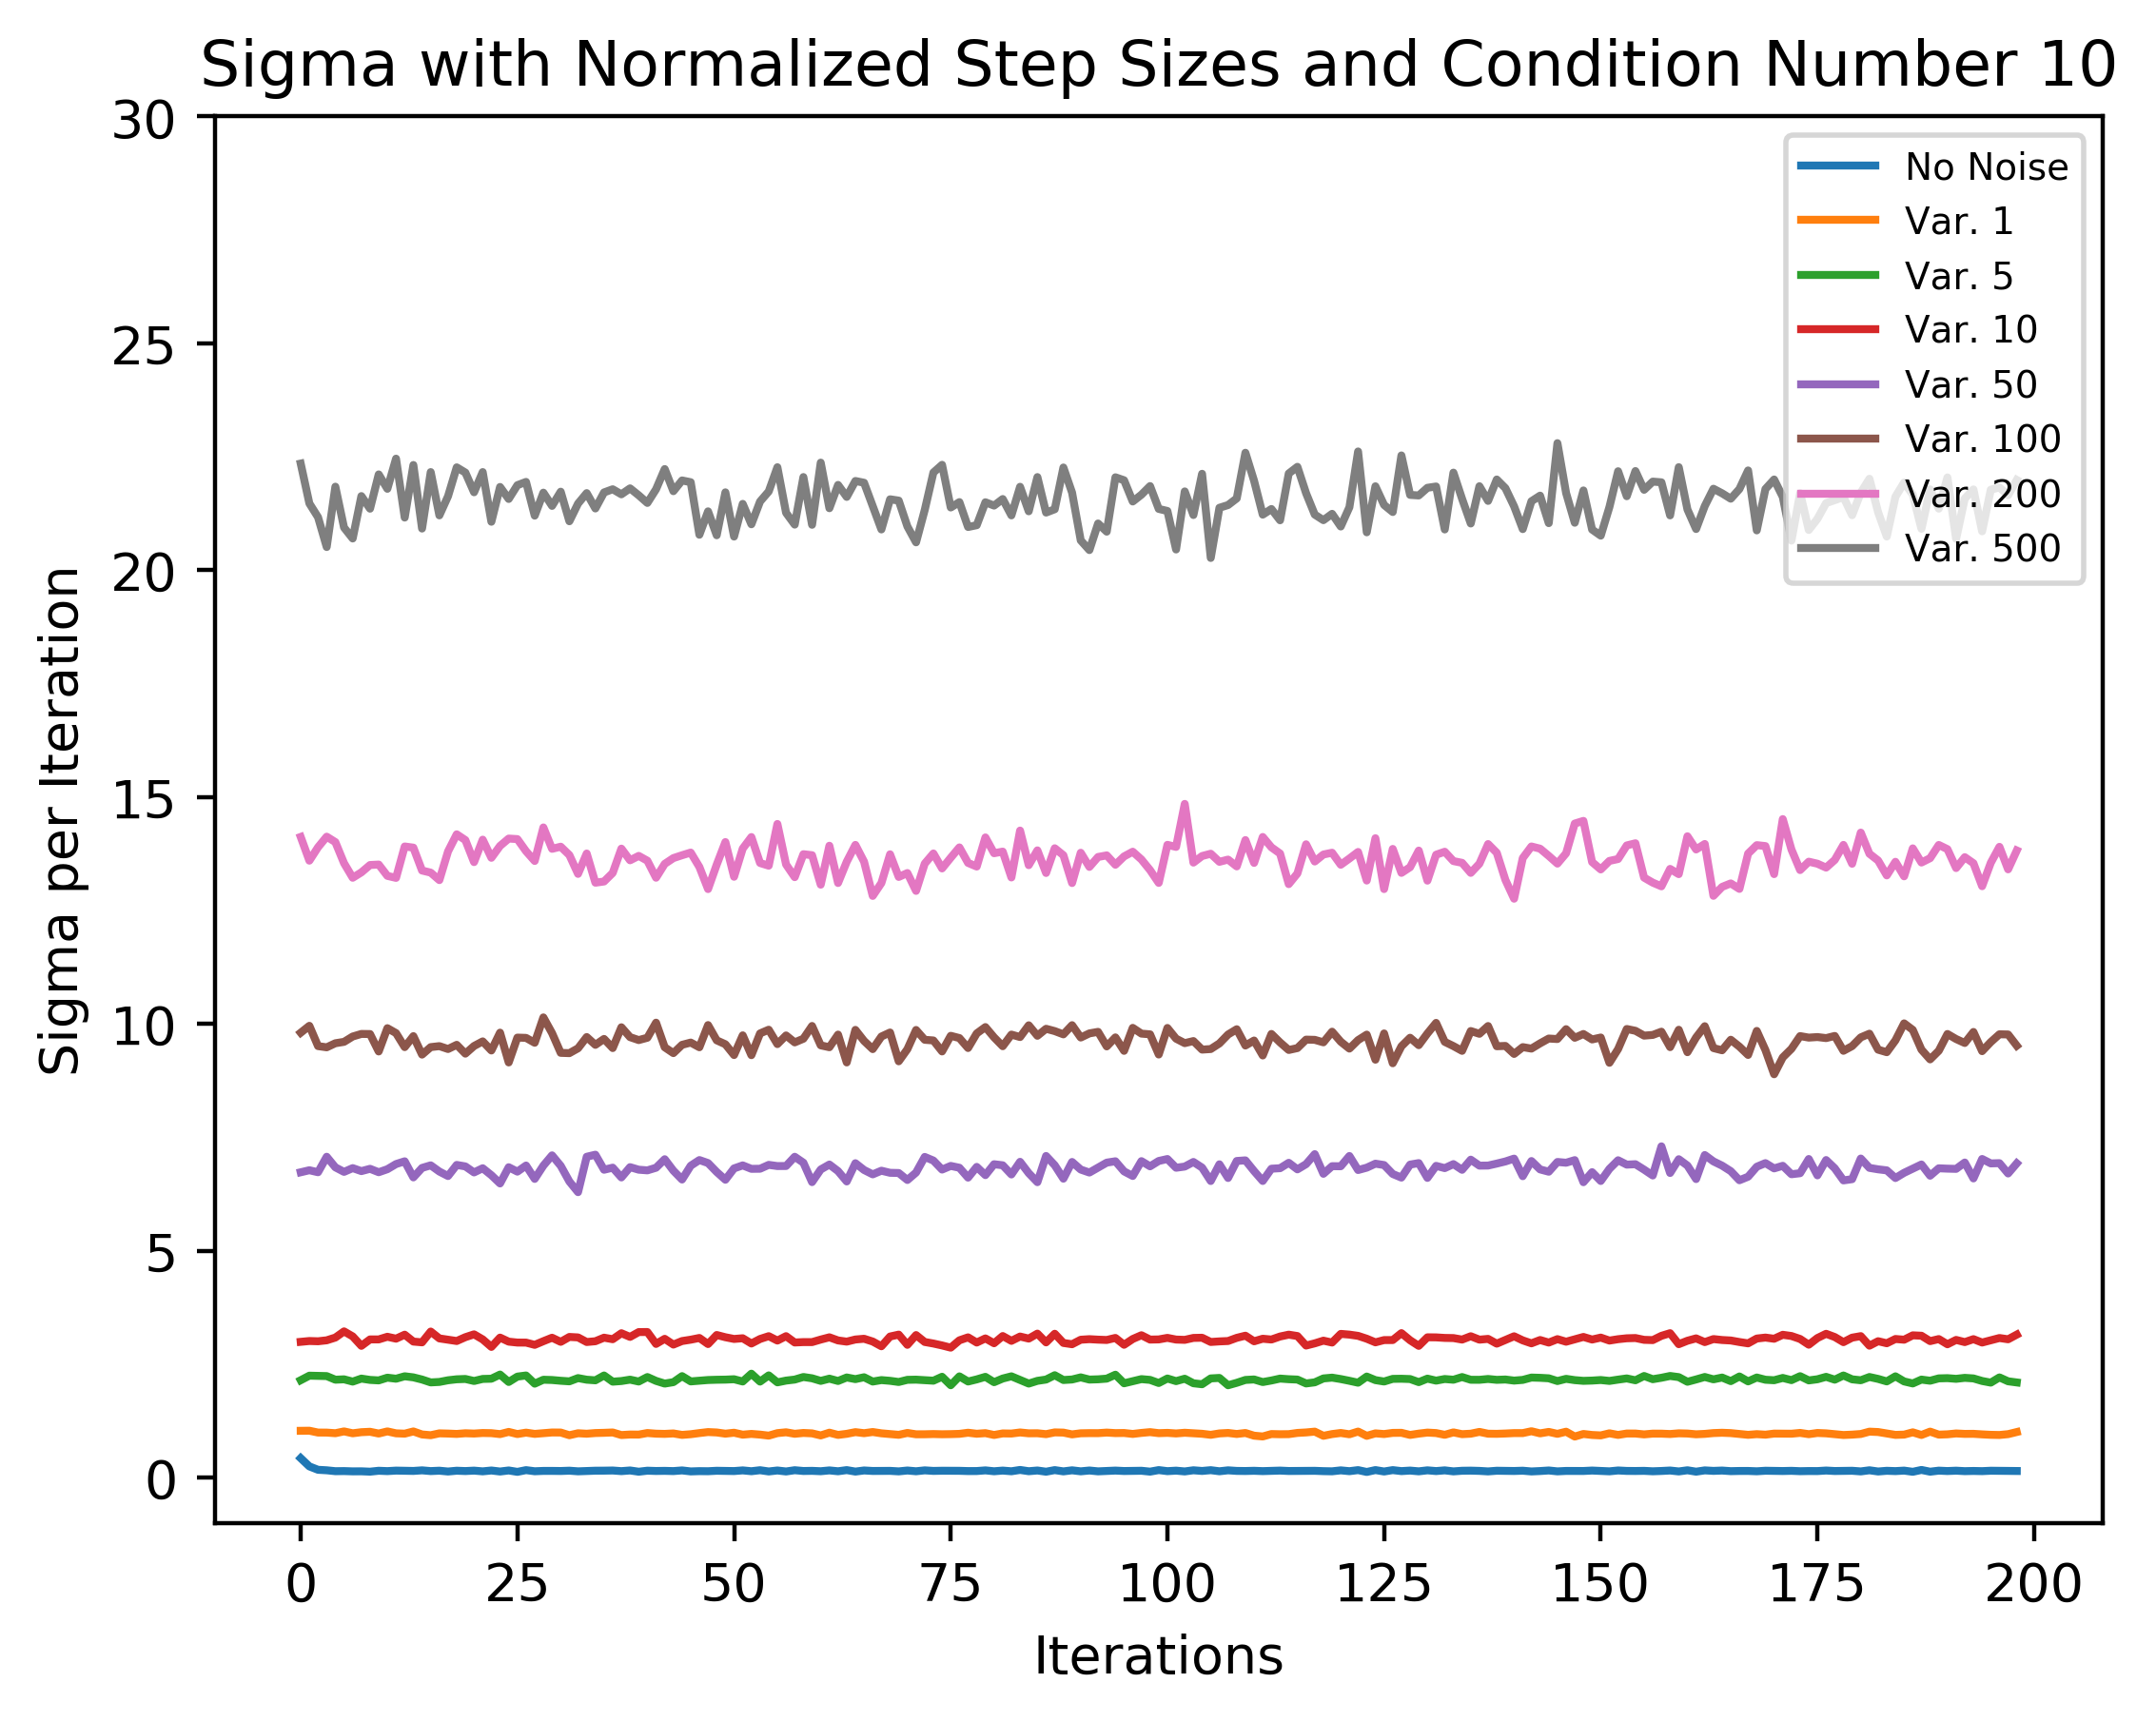 Sigma with Normalized Step Sizes and Condition Number 10
30
25
20
15
10
5
0
Sigma per Iteration
No Noise
Var. 1
Var. 5
Var. 10
Var. 50
Var. 100
Var. 200
Var. 500
0 25 50 75 100 125 150 175 200
Iterations